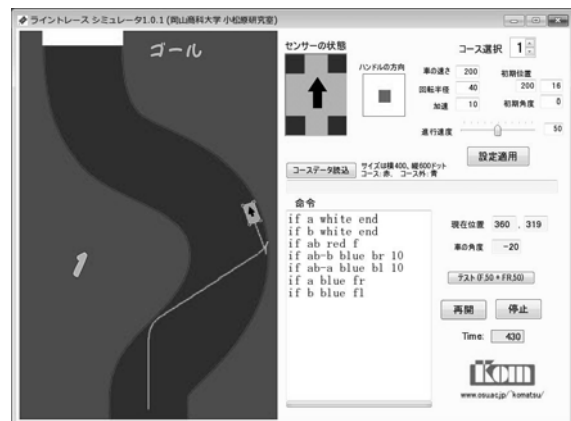 ライントレース シミュレータ1.0.1 (岡山商科大学 小松原研究室)
ゴール
1
センサーの状態
ハンドルの方向
コース選択 1
車の速さ 200
回転半径 40
加速 10
初期位置
200 16
初期角度 0
進行速度 50
設定適用
コースデータ読込
サイズは横400、縦600ドット
コース:赤、 コース外:青
命令
if a white end
if b white end
if ab red f
if ab-b blue br 10
if ab-a blue bl 10
if a blue fr
if b blue fl
現在位置 360 , 319
車の角度 -20
テスト(F,50 + FR,50)
再開 停止
Time: 430
Kom
www.osu.ac.jp/~komatsu/